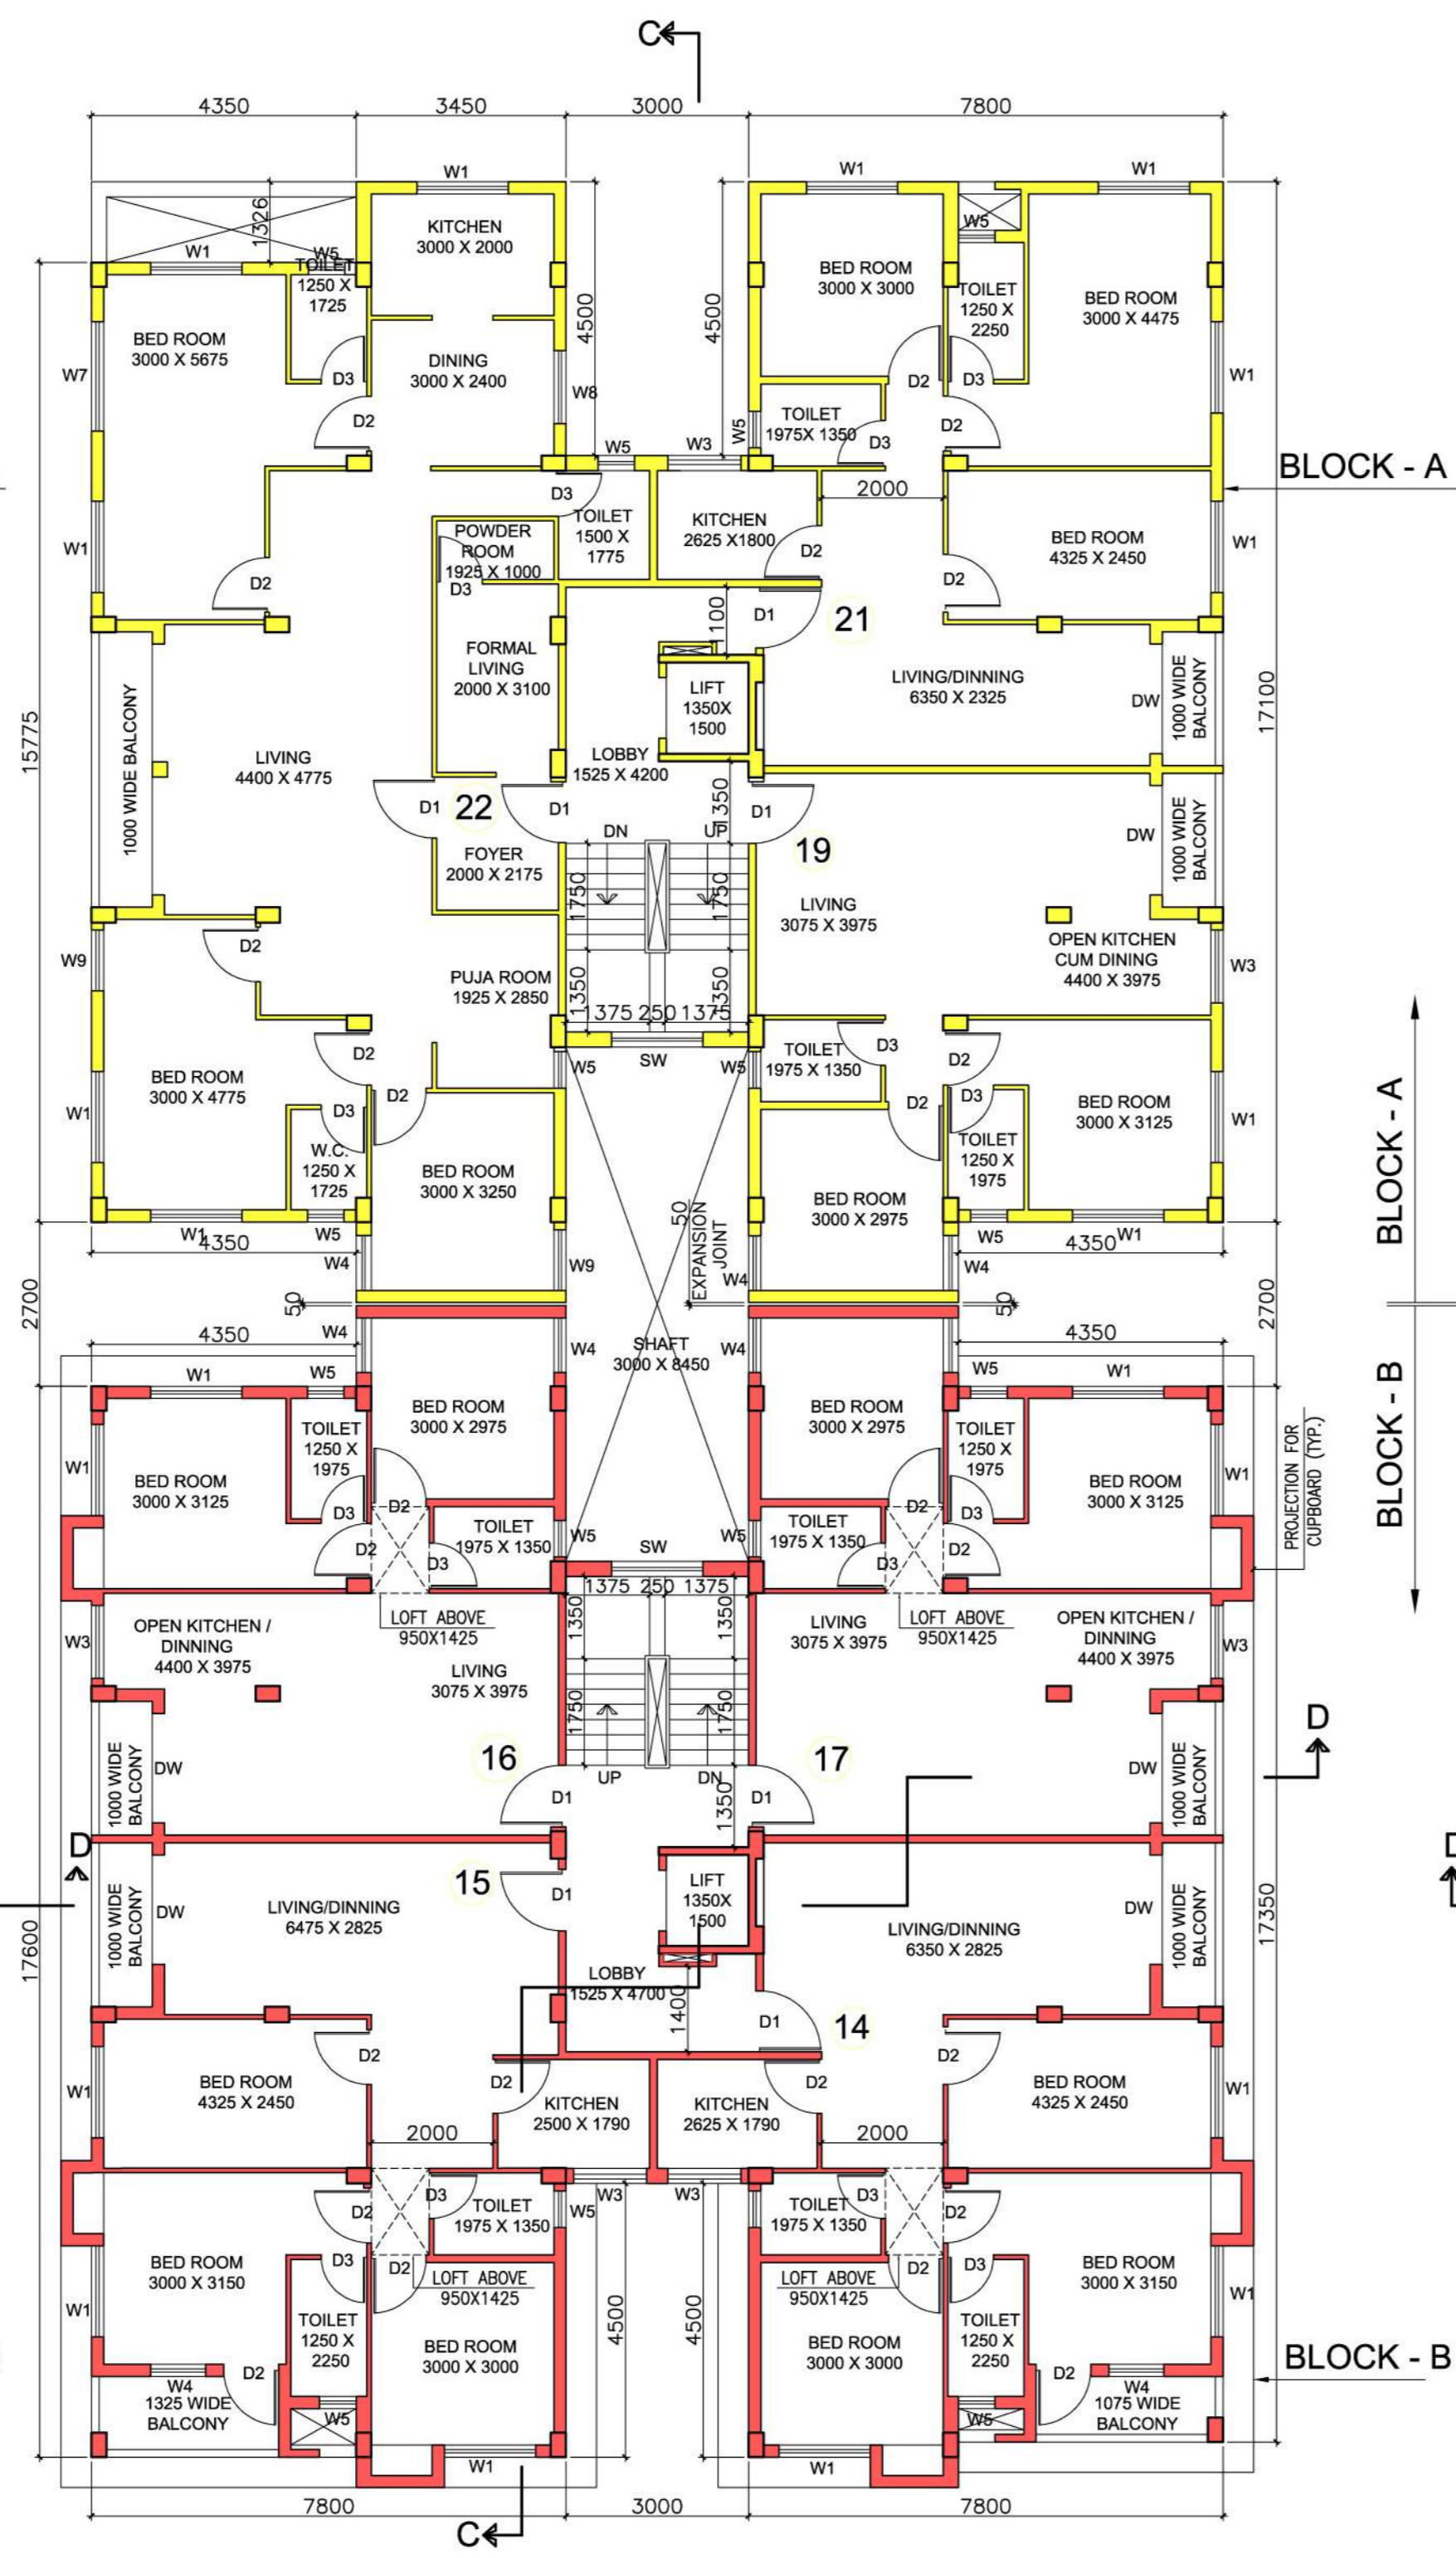 C
4350
3450
3000
7800
W1
W1
W1
1326
KITCHEN
3000 X 2000
W5
W1
W5
TOILET
1250 X
1725
BED ROOM
3000 X 3000
TOILET
1250 X
2250
BED ROOM
3000 X 4475
4500
4500
BED ROOM
3000 X 5675
DINING
3000 X 2400
W7
D3
W8
D2
D3
W1
D2
TOILET
1975X 1350
W5
D3
D2
W5
W3
BLOCK - A
D3
2000
POWDER
ROOM
1925 X 1000
D3
TOILET
1500 X
1775
KITCHEN
2625 X1800
D2
BED ROOM
4325 X 2450
W1
W1
D2
D2
1100
D1
21
FORMAL
LIVING
2000 X 3100
LIFT
1350X
1500
LIVING/DINNING
6350 X 2325
DW
1000 WIDE
BALCONY
17100
15775
1000 WIDE BALCONY
LIVING
4400 X 4775
LOBBY
1525 X 4200
D1
22
D1
1350
D1
DN
UP
19
DW
1000 WIDE
BALCONY
FOYER
2000 X 2175
1750
1750
LIVING
3075 X 3975
OPEN KITCHEN
CUM DINING
4400 X 3975
W3
W9
D2
PUJA ROOM
1925 X 2850
1350
1350
1375 250 1375
D2
W5
SW
W5
TOILET
1975 X 1350
D3
D2
BED ROOM
3000 X 4775
W1
D3
D2
D2
D3
BED ROOM
3000 X 3125
W1
W.C.
1250 X
1725
BED ROOM
3000 X 3250
TOILET
1250 X
1975
BLOCK - A
W1
4350
W5
W4
W9
50
EXPANSION
JOINT
BED ROOM
3000 X 2975
W4
W5
4350
W1
W4
2700
50
50
2700
4350
W4
W4
SHAFT
3000 X 8450
W4
4350
W1
W5
W5
W1
BLOCK - B
BED ROOM
3000 X 2975
BED ROOM
3000 X 2975
TOILET
1250 X
1975
TOILET
1250 X
1975
W1
BED ROOM
3000 X 3125
BED ROOM
3000 X 3125
W1
PROJECTION FOR
CUPBOARD (TYP.)
D3
D2
D2
D3
TOILET
1975 X 1350
W5
SW
W5
TOILET
1975 X 1350
D2
D3
D3
D2
1375 250 1375
LOFT ABOVE
950X1425
1350
1350
LOFT ABOVE
950X1425
OPEN KITCHEN /
DINNING
4400 X 3975
W3
LIVING
3075 X 3975
LIVING
3075 X 3975
OPEN KITCHEN /
DINNING
4400 X 3975
W3
1750
1750
D
1000 WIDE
BALCONY
DW
16
UP
DN
17
DW
1000 WIDE
BALCONY
D1
1350
D1
D
D
1000 WIDE
BALCONY
DW
LIVING/DINNING
6475 X 2825
15
D1
LIFT
1350X
1500
LIVING/DINNING
6350 X 2825
DW
1000 WIDE
BALCONY
17350
17600
LOBBY
1525 X 4700
1400
D1
14
D2
D2
D2
D2
BED ROOM
4325 X 2450
W1
KITCHEN
2500 X 1790
KITCHEN
2625 X 1790
BED ROOM
4325 X 2450
W1
2000
2000
D2
D3
TOILET
1975 X 1350
W5
W3
W3
TOILET
1975 X 1350
D3
D2
BED ROOM
3000 X 3150
W1
D3
D2
LOFT ABOVE
950X1425
LOFT ABOVE
950X1425
D2
D3
BED ROOM
3000 X 3150
W1
4500
4500
TOILET
1250 X
2250
BED ROOM
3000 X 3000
BED ROOM
3000 X 3000
TOILET
1250 X
2250
BLOCK - B
D2
D2
W4
1325 WIDE
BALCONY
W5
W5
W4
1075 WIDE
BALCONY
W1
W1
7800
3000
7800
C